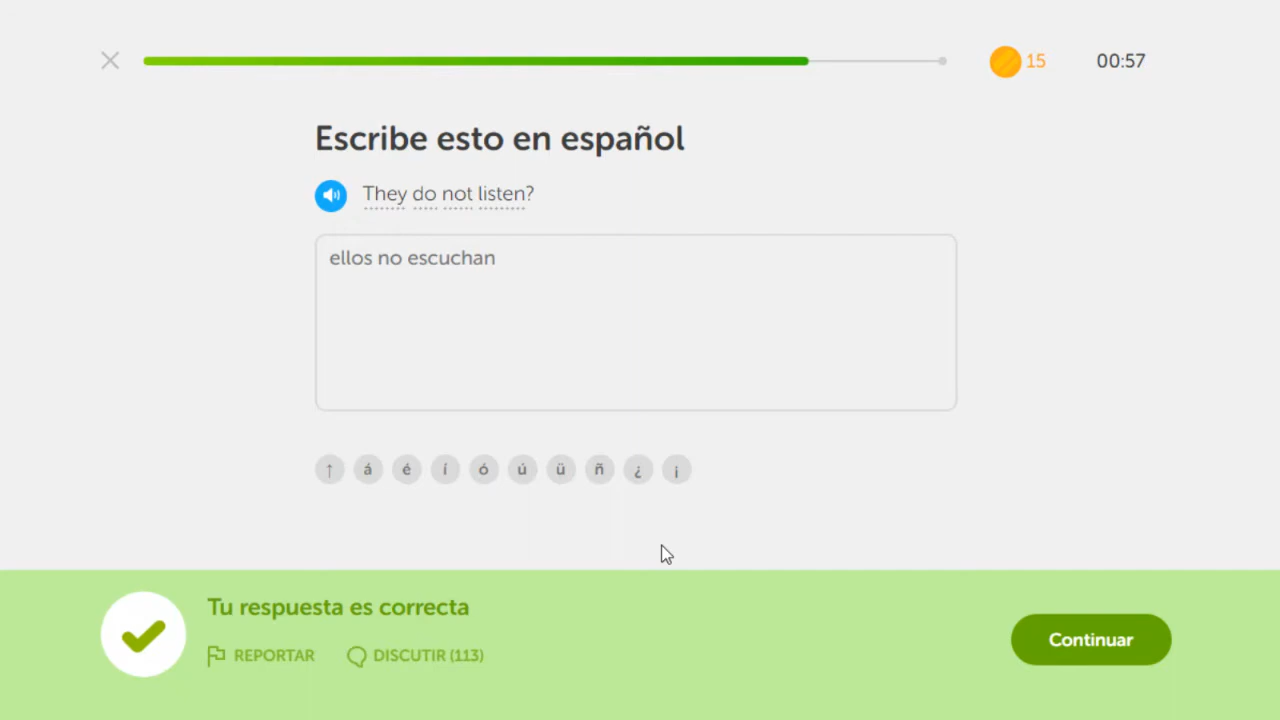 15 00:57
Escribe esto en español
They do not listen?
ellos no escuchan
↑ á é í ó ú ü ñ ¿ ¡
Tu respuesta es correcta
REPORTAR DISCUTIR (113)
Continuar